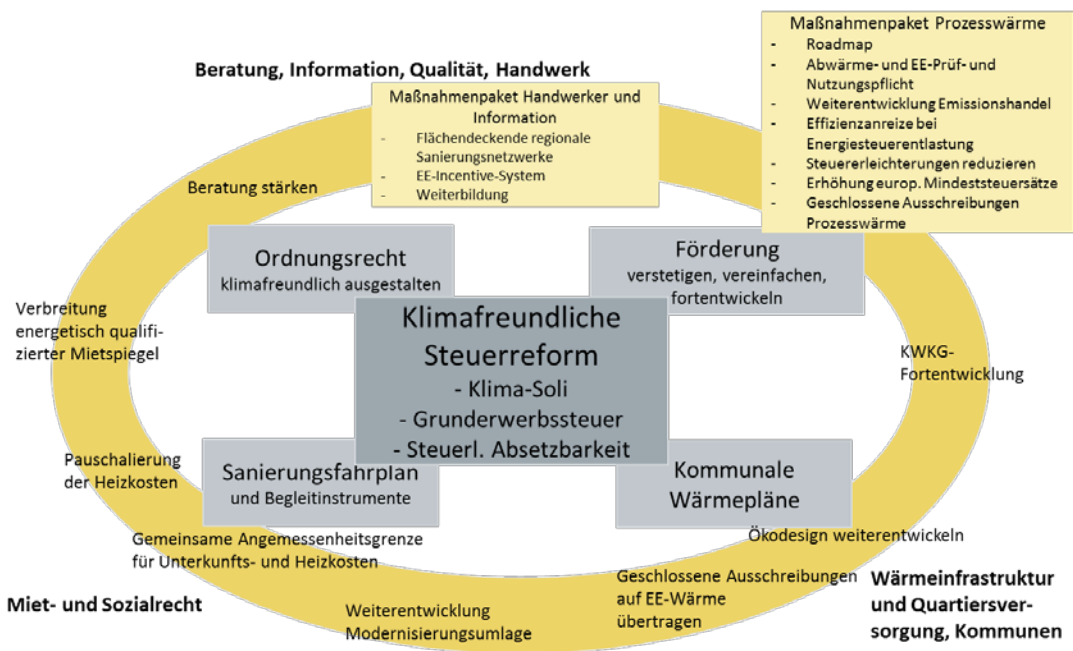 Maßnahmenpaket Prozesswärme
- Roadmap
- Abwärme- und EE-Prüf- und
Nutzungspflicht
- Weiterentwicklung Emissionshandel
- Effizienzanreize bei
Energiesteuerentlastung
- Steuererleichterungen reduzieren
- Erhöhung europ. Mindeststeuersätze
- Geschlossene Ausschreibungen
Prozesswärme
Beratung, Information, Qualität, Handwerk
Maßnahmenpaket Handwerker und
Information
- Flächendeckende regionale
Sanierungsnetzwerke
- EE-Incentive-System
- Weiterbildung
Beratung stärken
Ordnungsrecht
klimafreundlich ausgestalten
Förderung
verstetigen, vereinfachen,
fortentwickeln
Klimafreundliche
Steuerreform
- Klima-Soli
- Grunderwerbssteuer
- Steuerl. Absetzbarkeit
Verbreitung
energetisch qualifi-
zierter Mietspiegel
KWKG-
Fortentwicklung
Pauschalierung
der Heizkosten
Sanierungsfahrplan
und Begleitinstrumente
Kommunale
Wärmepläne
Gemeinsame Angemessenheitsgrenze
für Unterkunfts- und Heizkosten
Ökodesign weiterentwickeln
Miet- und Sozialrecht
Weiterentwicklung
Modernisierungsumlage
Geschlossene Ausschreibungen
auf EE-Wärme
übertragen
Wärmeinfrastruktur
und Quartiersver-
sorgung, Kommunen